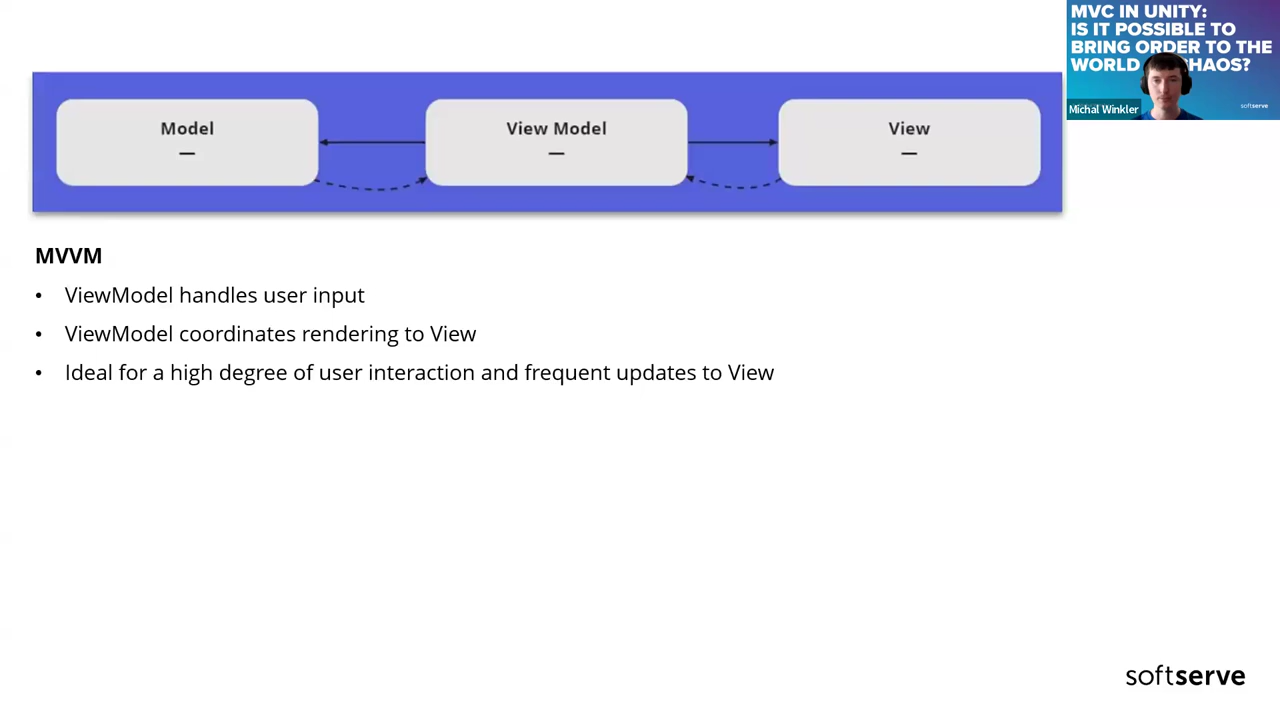 MVC IN UNITY:
IS IT POSSIBLE TO
BRING ORDER TO THE
WORLD CHAOS?
softserve
Michal Winkler
Model
—
View Model
—
View
—
MVVM
• ViewModel handles user input
• ViewModel coordinates rendering to View
• Ideal for a high degree of user interaction and frequent updates to View
softserve